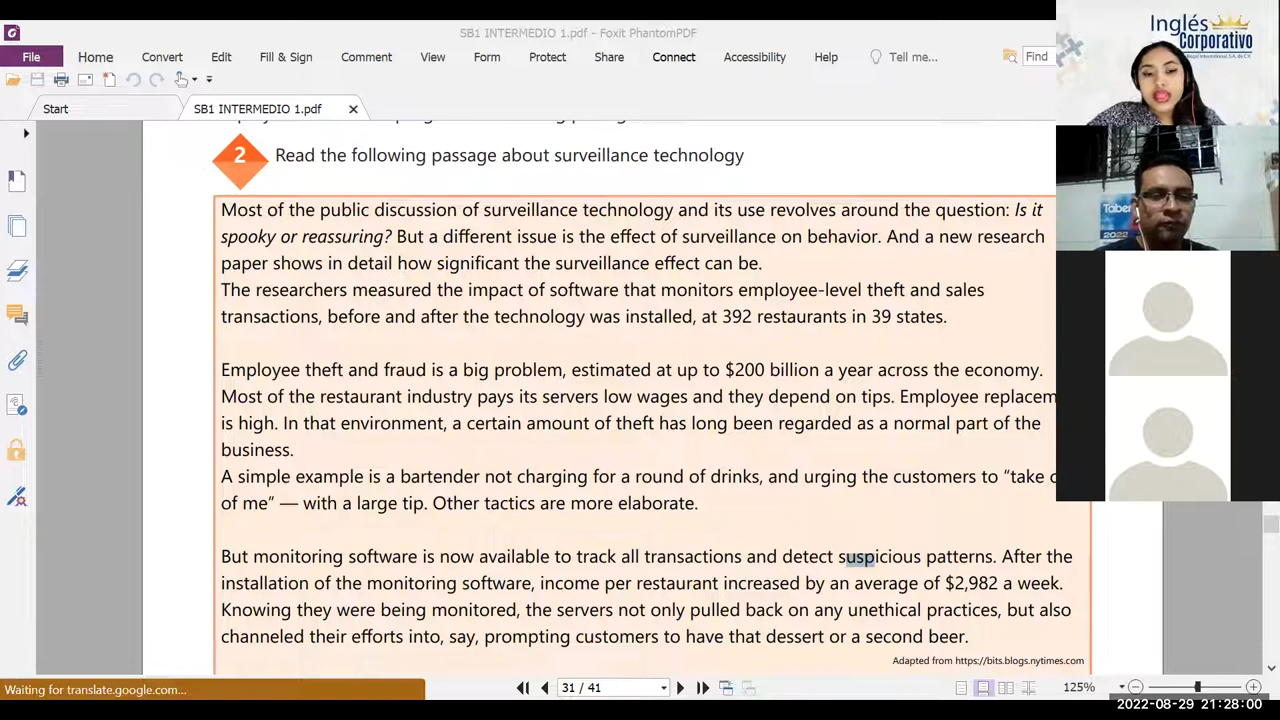 SB1 INTERMEDIO 1.pdf - Foxit PhantomPDF
File Home Convert Edit Fill & Sign Comment View Form Protect Share Connect Accessibility Help Tell me... Find
Start SB1 INTERMEDIO 1.pdf
2 Read the following passage about surveillance technology
Most of the public discussion of surveillance technology and its use revolves around the question: Is it
spooky or reassuring? But a different issue is the effect of surveillance on behavior. And a new research
paper shows in detail how significant the surveillance effect can be.
The researchers measured the impact of software that monitors employee-level theft and sales
transactions, before and after the technology was installed, at 392 restaurants in 39 states.
Employee theft and fraud is a big problem, estimated at up to $200 billion a year across the economy.
Most of the restaurant industry pays its servers low wages and they depend on tips. Employee replacem
is high. In that environment, a certain amount of theft has long been regarded as a normal part of the
business.
A simple example is a bartender not charging for a round of drinks, and urging the customers to “take
of me” — with a large tip. Other tactics are more elaborate.
But monitoring software is now available to track all transactions and detect suspicious patterns. After the
installation of the monitoring software, income per restaurant increased by an average of $2,982 a week.
Knowing they were being monitored, the servers not only pulled back on any unethical practices, but also
channeled their efforts into, say, prompting customers to have that dessert or a second beer.
Adapted from https://bits.blogs.nytimes.com
Waiting for translate.google.com...
31 / 41
125%
Inglés
Corporativo
Taber
2022
2022-08-29 21:28:00